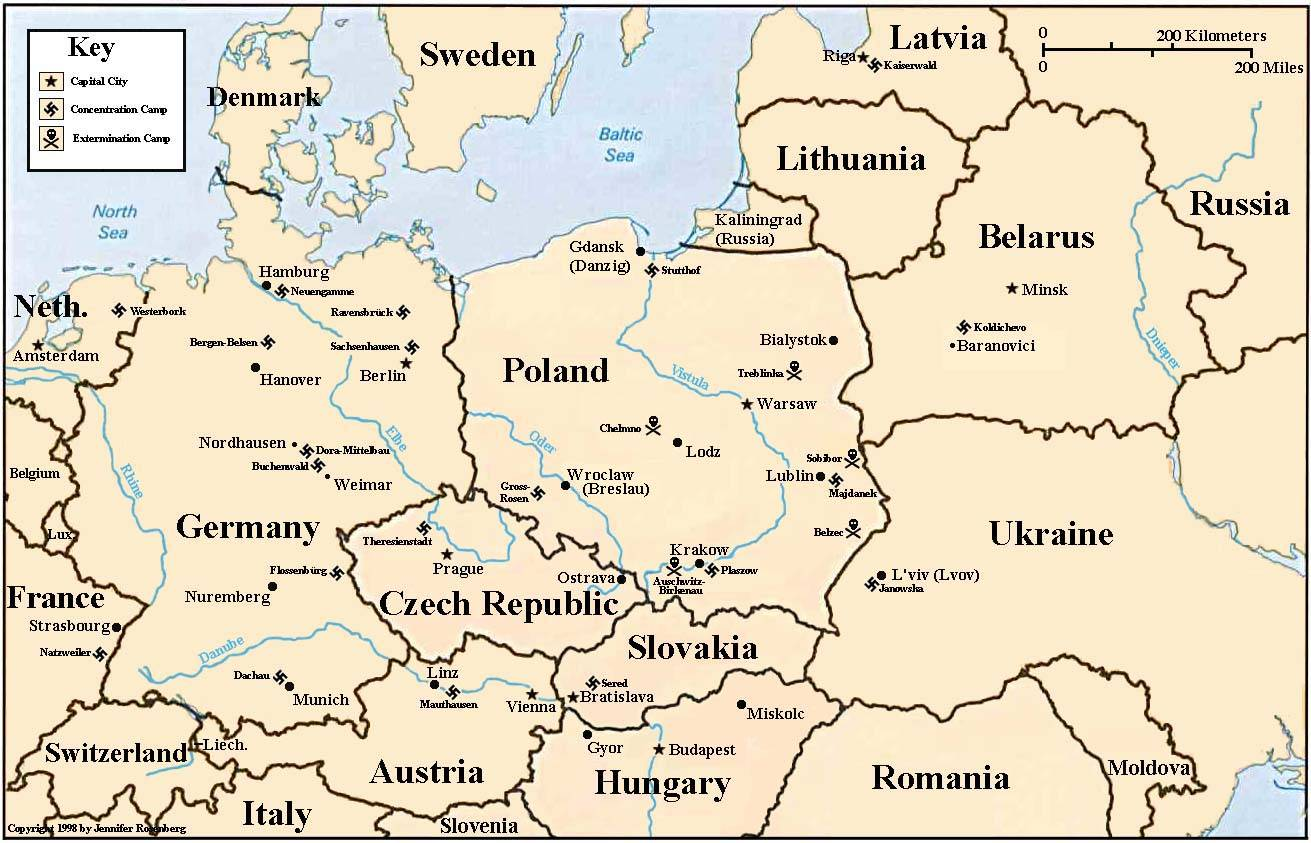 Key
Capital City
Concentration Camp
Extermination Camp
Sweden
Denmark
Baltic
Sea
North
Sea
Latvia
Riga
Kaiserwald
0
200 Kilometers
0
200 Miles
Lithuania
Russia
Kaliningrad
(Russia)
Belarus
Minsk
Koldichevo
Baranovici
Dnieper
Gdansk
(Danzig)
Stutthof
Hamburg
Neuengamme
Neth.
Westerbork
Ravensbrück
Amsterdam
Bergen-Belsen
Sachsenhausen
Hanover
Berlin
Poland
Bialystok
Treblinka
Vistula
Warsaw
Chelmno
Lodz
Oder
Elbe
Nordhausen
Dora-Mittelbau
Buchenwald
Weimar
Rhine
Belgium
Lux.
Germany
Gross-
Rosen
Wroclaw
(Breslau)
Sobibor
Lublin
Majdanek
Belzec
Ukraine
Theresienstadt
Prague
Krakow
Plaszow
Auschwitz-
Birkenau
Ostrava
L'viv (Lvov)
Janowska
Flossenbürg
Nuremberg
France
Strasbourg
Natzweiler
Czech Republic
Slovakia
Danube
Dachau
Munich
Linz
Mauthausen
Vienna
Sered
Bratislava
Miskolc
Gyor
Budapest
Switzerland
Liech.
Austria
Hungary
Romania
Moldova
Italy
Slovenia
Copyright 1998 by Jennifer Rosenberg